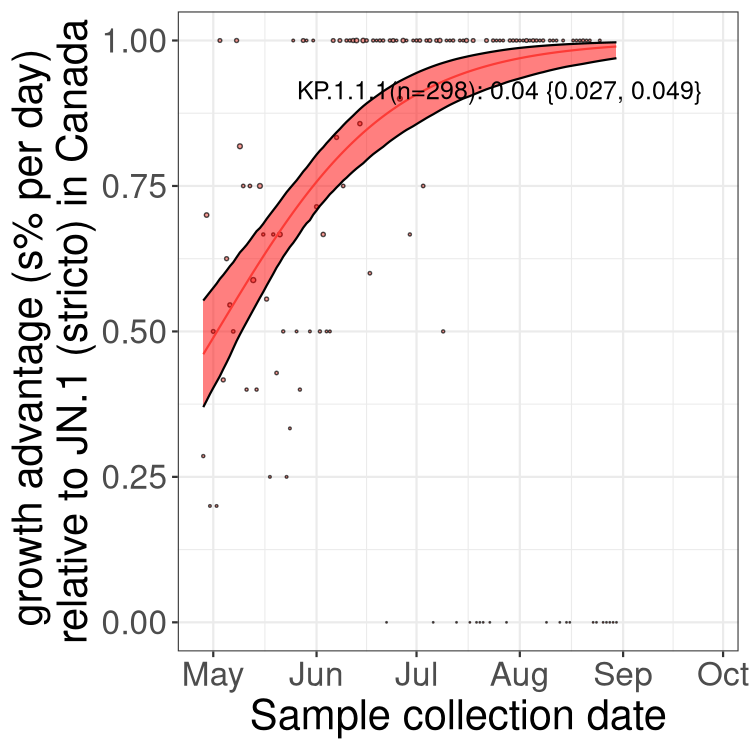 growth advantage (s% per day)
relative to JN.1 (stricto) in Canada
1.00
0.75
0.50
0.25
0.00
KP.1.1.1(n=298): 0.04 {0.027, 0.049}
May Jun Jul Aug Sep Oct
Sample collection date